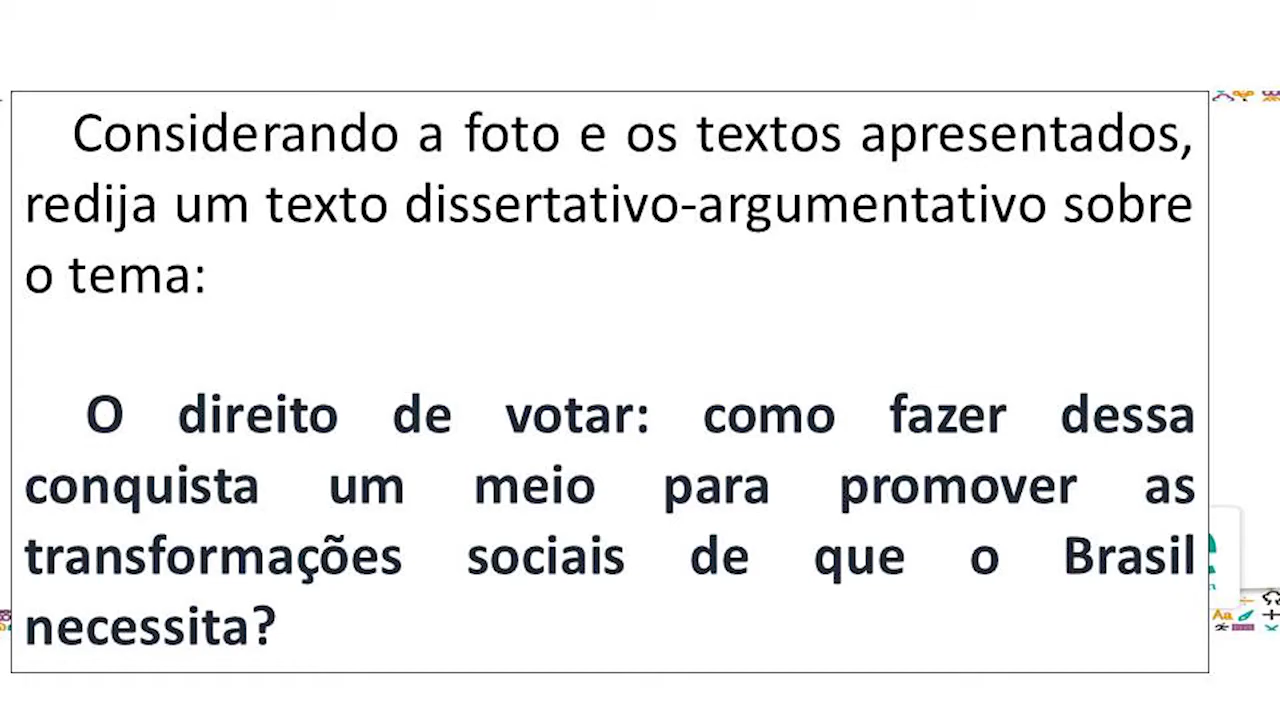 Considerando a foto e os textos apresentados,
redija um texto dissertativo-argumentativo sobre
o tema:
O direito de votar: como fazer dessa
conquista um meio para promover as
transformações sociais de que o Brasil
necessita?
Aa